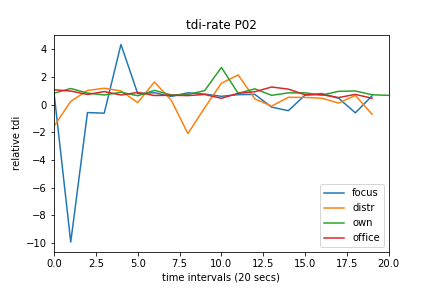 tdi-rate P02
relative tdi
4
2
0
−2
−4
−6
−8
−10
focus
distr
own
office
0.0 2.5 5.0 7.5 10.0 12.5 15.0 17.5 20.0
time intervals (20 secs)